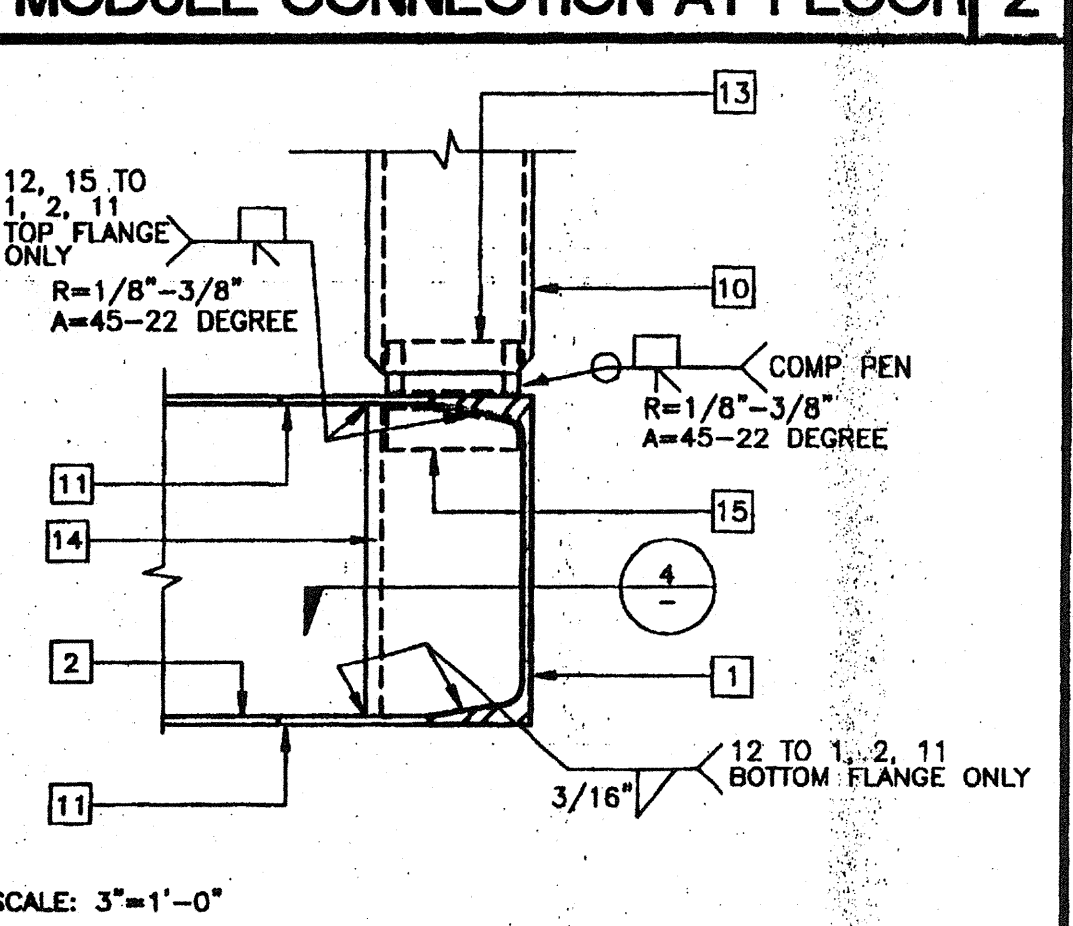 MODULE CONNECTION AT FLOOR 2
13
12, 15 TO
1, 2, 11
TOP FLANGE
ONLY
R=1/8"-3/8"
A=45-22 DEGREE
10
COMP PEN
R=1/8"-3/8"
A=45-22 DEGREE
11
15
14
4
-
2
1
12 TO 1, 2, 11
BOTTOM FLANGE ONLY
3/16"
11
SCALE: 3"=1'-0"